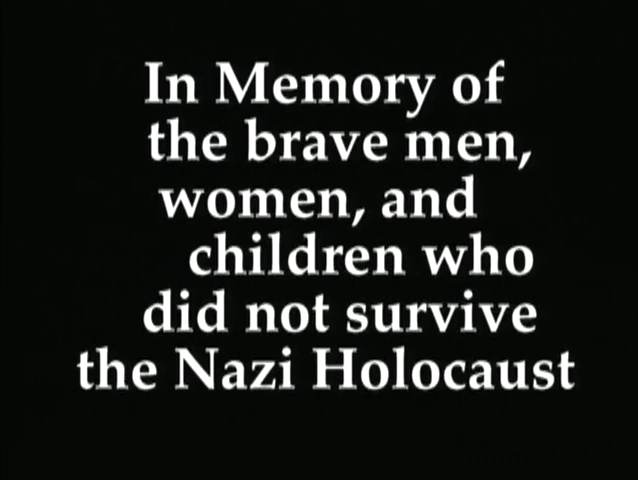 In Memory of
the brave men,
women, and
children who
did not survive
the Nazi Holocaust